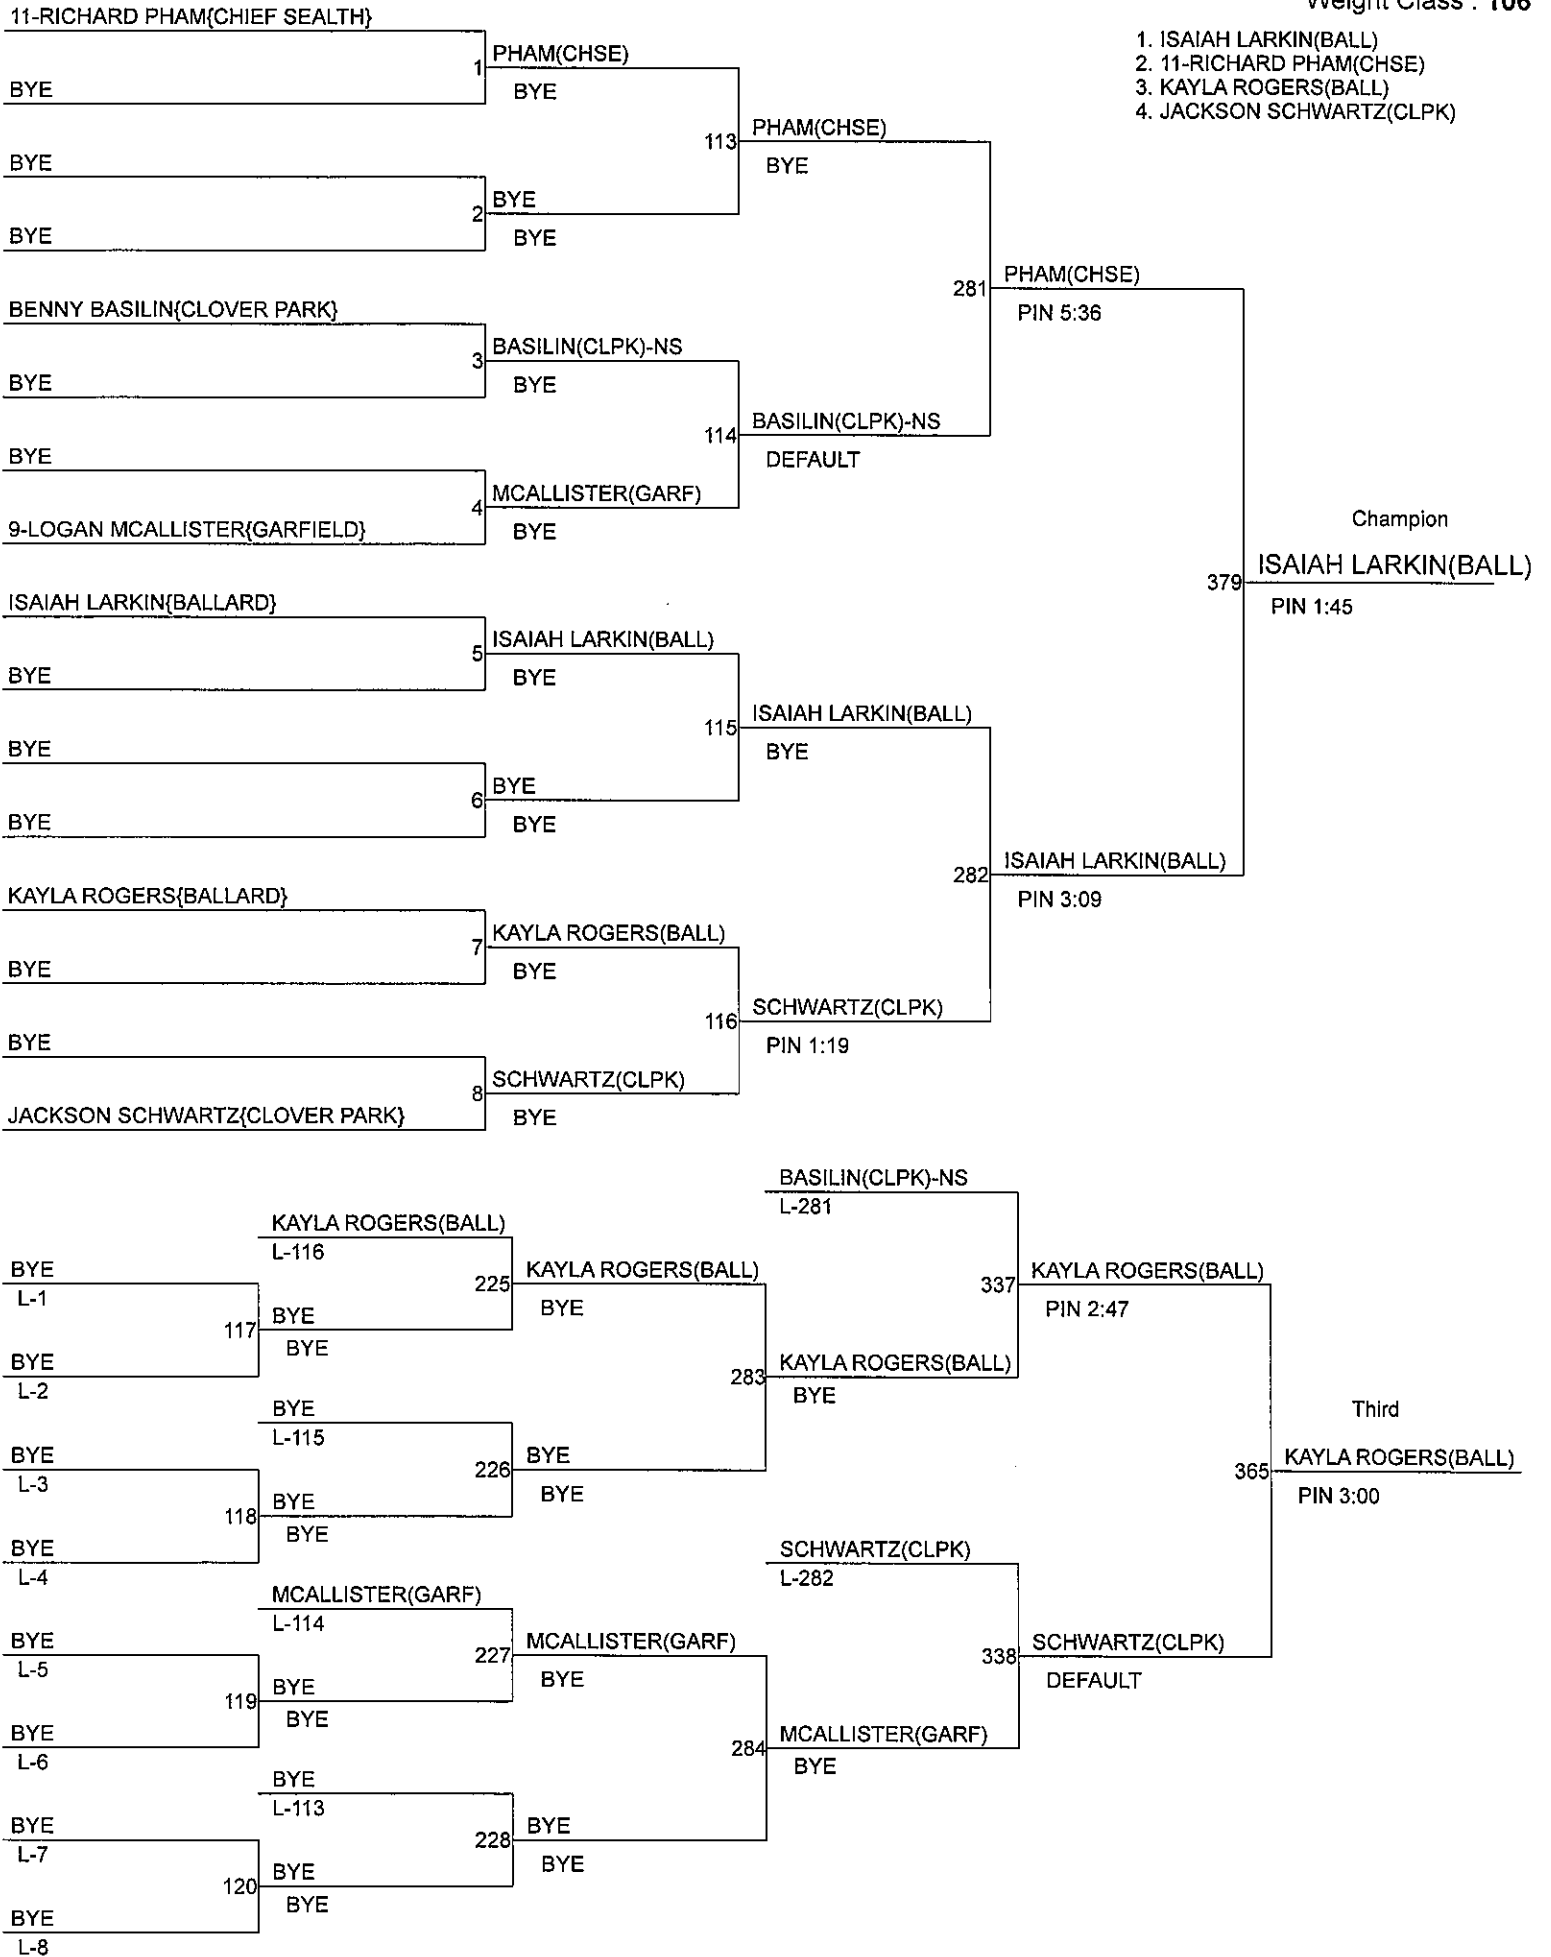 Weight Class : 106
1. ISAIAH LARKIN(BALL)
2. 11-RICHARD PHAM(CHSE)
3. KAYLA ROGERS(BALL)
4. JACKSON SCHWARTZ(CLPK)
11-RICHARD PHAM{CHIEF SEALTH}
1
PHAM(CHSE)
BYE
BYE
113
PHAM(CHSE)
BYE
BYE
2
BYE
BYE
BYE
281
PHAM(CHSE)
PIN 5:36
BENNY BASILIN{CLOVER PARK}
3
BASILIN(CLPK)-NS
BYE
BYE
114
BASILIN(CLPK)-NS
DEFAULT
BYE
4
MCALLISTER(GARF)
BYE
9-LOGAN MCALLISTER{GARFIELD}
Champion
379
ISAIAH LARKIN(BALL)
PIN 1:45
ISAIAH LARKIN{BALLARD}
5
ISAIAH LARKIN(BALL)
BYE
BYE
115
ISAIAH LARKIN(BALL)
BYE
BYE
6
BYE
BYE
BYE
282
ISAIAH LARKIN(BALL)
PIN 3:09
KAYLA ROGERS{BALLARD}
7
KAYLA ROGERS(BALL)
BYE
BYE
116
SCHWARTZ(CLPK)
PIN 1:19
BYE
8
SCHWARTZ(CLPK)
BYE
JACKSON SCHWARTZ{CLOVER PARK}
BASILIN(CLPK)-NS
L-281
KAYLA ROGERS(BALL)
L-116
BYE
L-1
225
KAYLA ROGERS(BALL)
BYE
337
KAYLA ROGERS(BALL)
PIN 2:47
117
BYE
BYE
BYE
L-2
283
KAYLA ROGERS(BALL)
BYE
BYE
L-115
BYE
L-3
226
BYE
BYE
Third
365
KAYLA ROGERS(BALL)
PIN 3:00
118
BYE
BYE
BYE
L-4
SCHWARTZ(CLPK)
L-282
MCALLISTER(GARF)
L-114
BYE
L-5
227
MCALLISTER(GARF)
BYE
338
SCHWARTZ(CLPK)
DEFAULT
119
BYE
BYE
BYE
L-6
284
MCALLISTER(GARF)
BYE
BYE
L-113
BYE
L-7
228
BYE
BYE
120
BYE
BYE
BYE
L-8